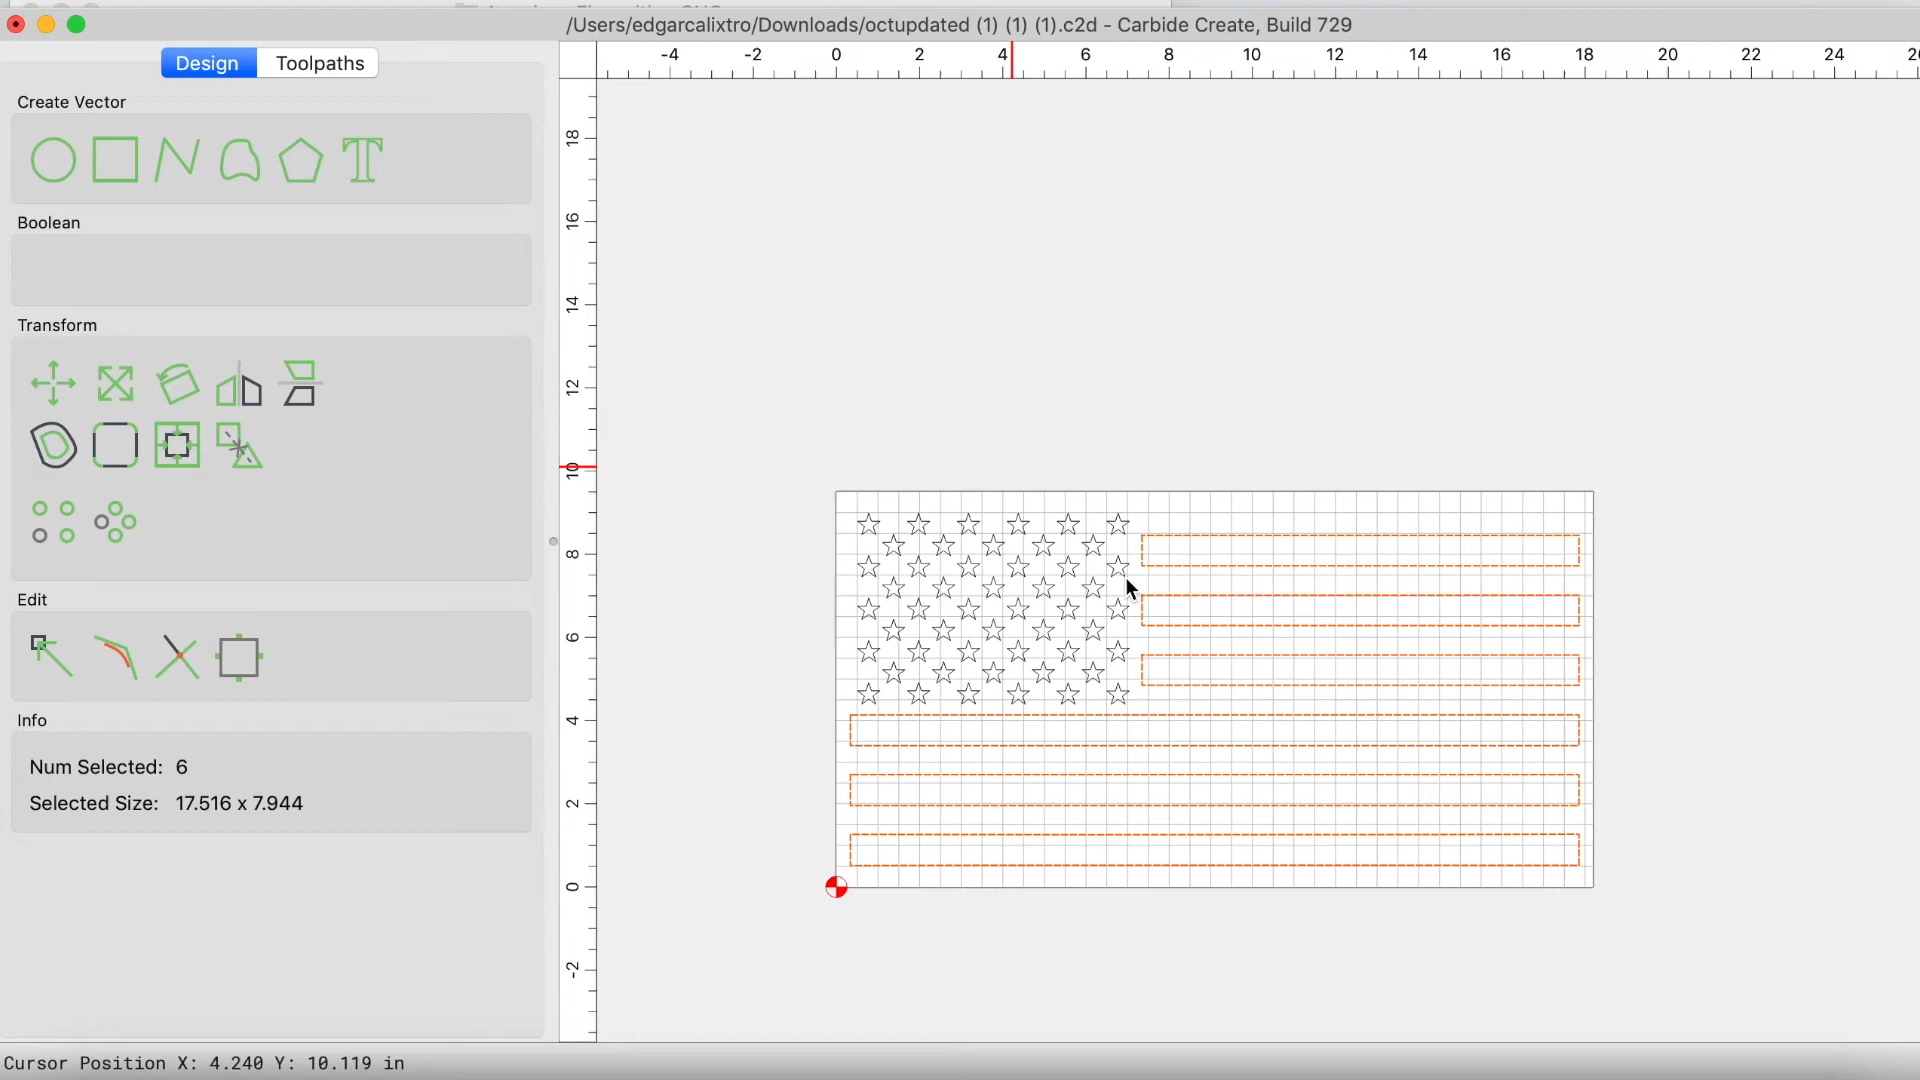 /Users/edgarcalixtro/Downloads/octupdated (1) (1) (1).c2d - Carbide Create, Build 729
Design Toolpaths
-4 -2 0 2 4 6 8 10 12 14 16 18 20 22 24
Create Vector
Boolean
Transform
Edit
Info
Num Selected: 6
Selected Size: 17.516 x 7.944
18
16
14
12
10
8
6
4
2
0
-2
Cursor Position X: 4.240 Y: 10.119 in